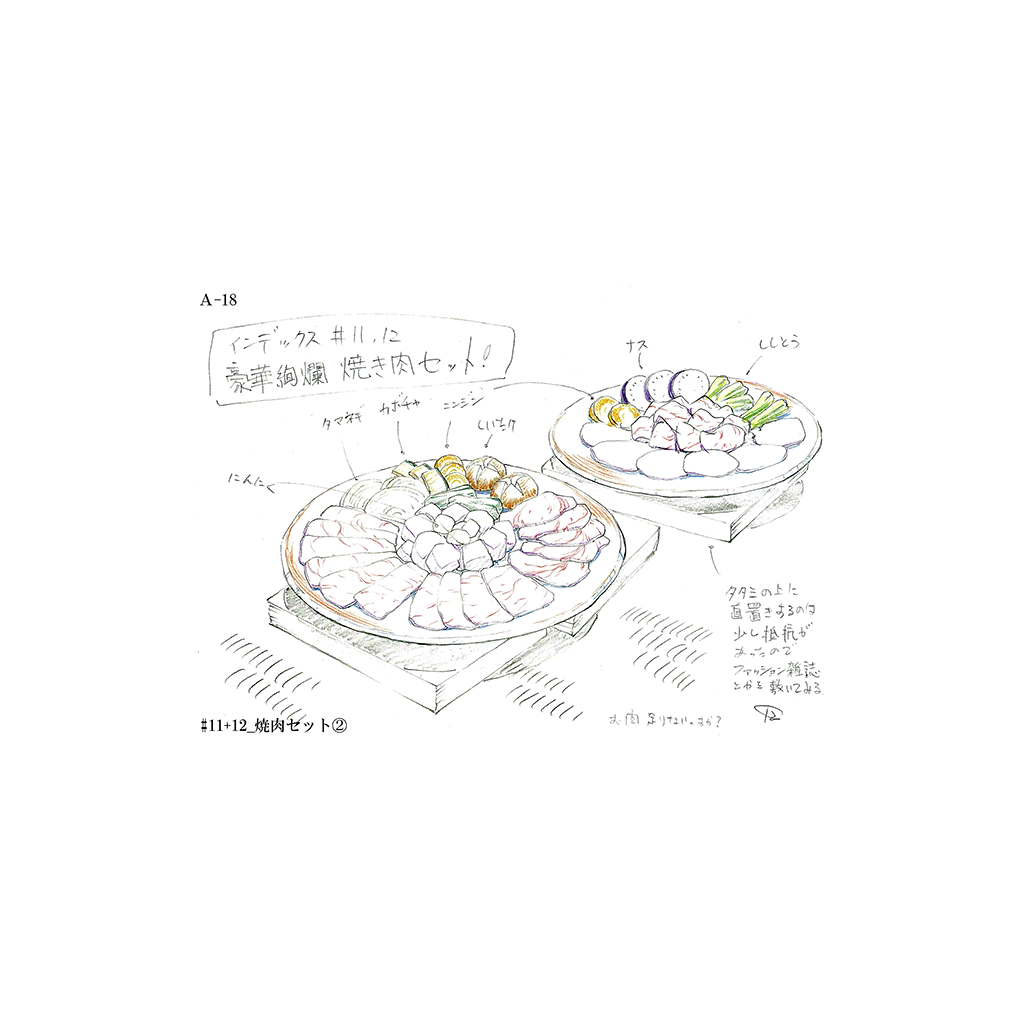 A-18
インデックス #11,12
豪華絢爛 焼き肉セット!
ナス
ししとう
タマネギ
カボチャ
ニンジン
しいたけ
にんにく
タタミの上に
直置きするのは
少し抵抗が
あったので
ファッション雑誌
とかを敷いてみる
お肉 足りないっすか?
#11+12_焼肉セット②